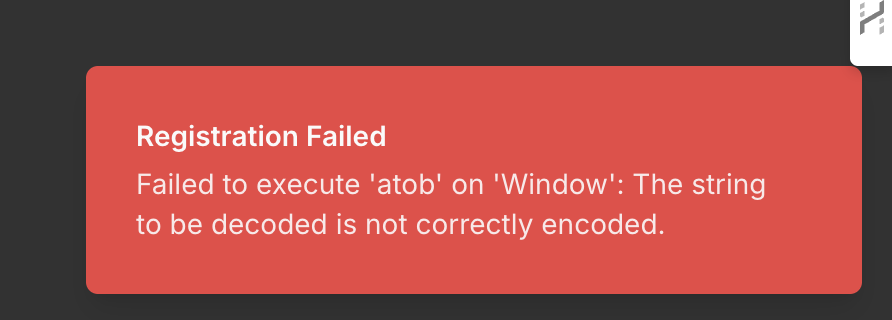 Registration Failed
Failed to execute 'atob' on 'Window': The string
to be decoded is not correctly encoded.